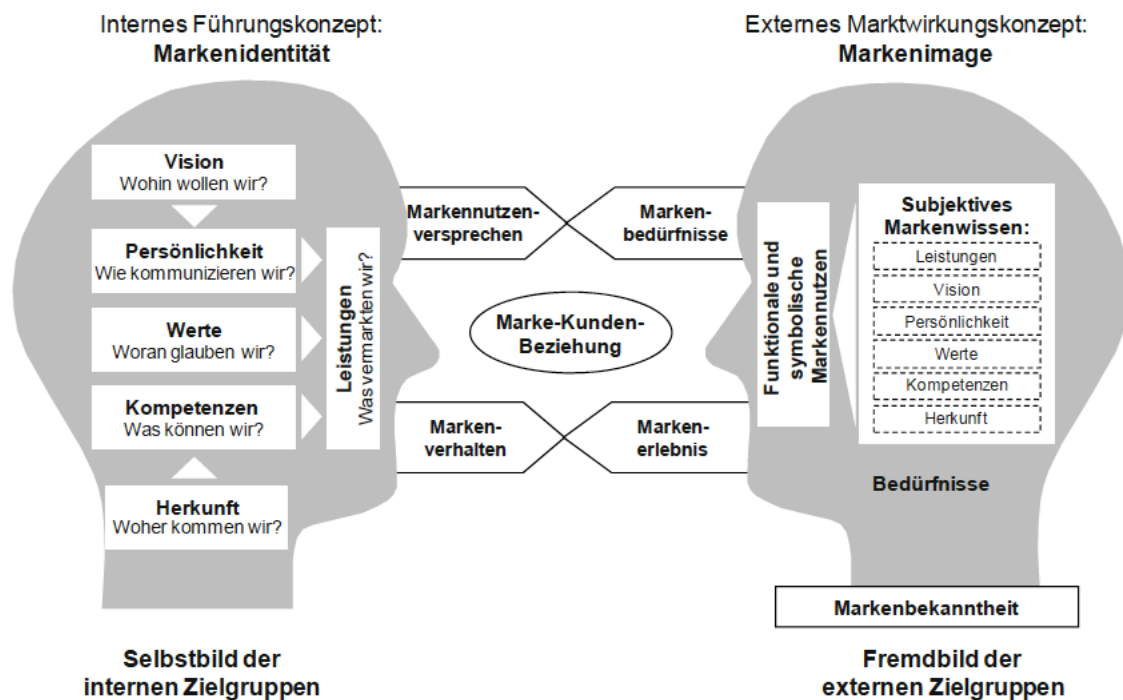 Internes Führungskonzept:
Markenidentität
Externes Marktwirkungskonzept:
Markenimage
Vision
Wohin wollen wir?
Persönlichkeit
Wie kommunizieren wir?
Werte
Woran glauben wir?
Kompetenzen
Was können wir?
Herkunft
Woher kommen wir?
Leistungen
Was vermarkten wir?
Markennutzen-
versprechen
Marken-
bedürfnisse
Marke-Kunden-
Beziehung
Marken-
verhalten
Marken-
erlebnis
Funktionale und
symbolische
Markennutzen
Subjektives
Markenwissen:
Leistungen
Vision
Persönlichkeit
Werte
Kompetenzen
Herkunft
Bedürfnisse
Markenbekanntheit
Selbstbild der
internen Zielgruppen
Fremdbild der
externen Zielgruppen